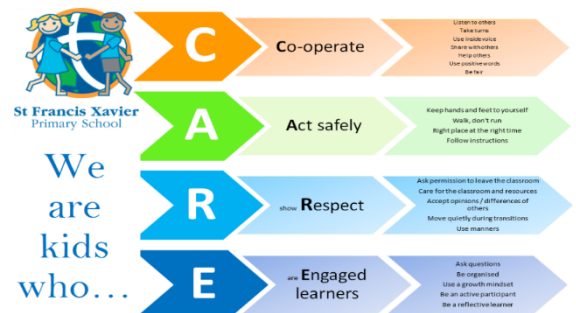 St Francis Xavier
Primary School
We
are
kids
who...
C
Co-operate
Listen to others
Take turns
Use inside voice
Share with others
Help others
Use positive words
Be fair
A
Act safely
Keep hands and feet to yourself
Walk, don't run
Right place at the right time
Follow instructions
R
show Respect
Ask permission to leave the classroom
Care for the classroom and resources
Accept opinions / differences of
others
Move quietly during transitions
Use manners
E
are Engaged
learners
Ask questions
Be organised
Use a growth mindset
Be an active participant
Be a reflective learner